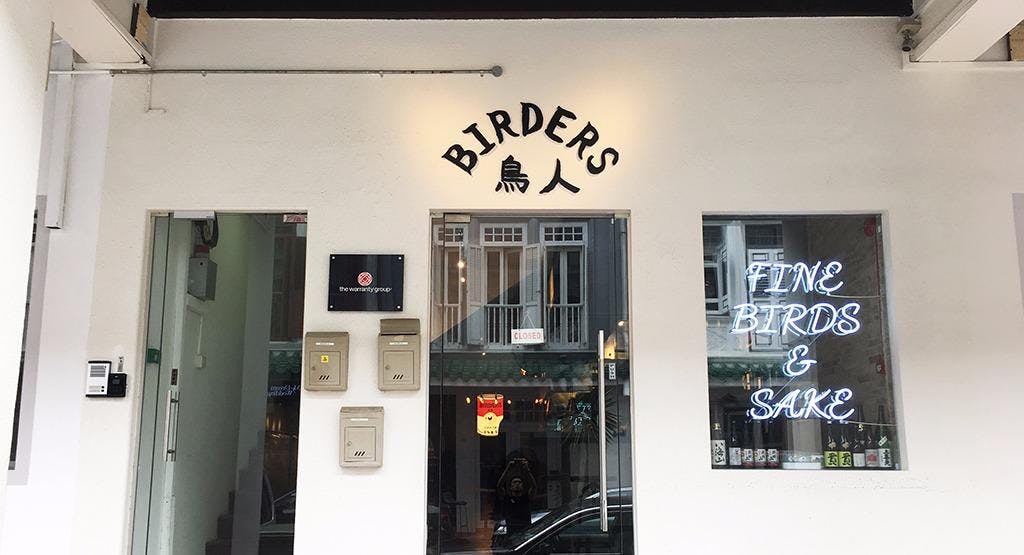 BIRDERS
鳥人
the warranty group
CLOSED
FINE
BIRDS
&
SAKE